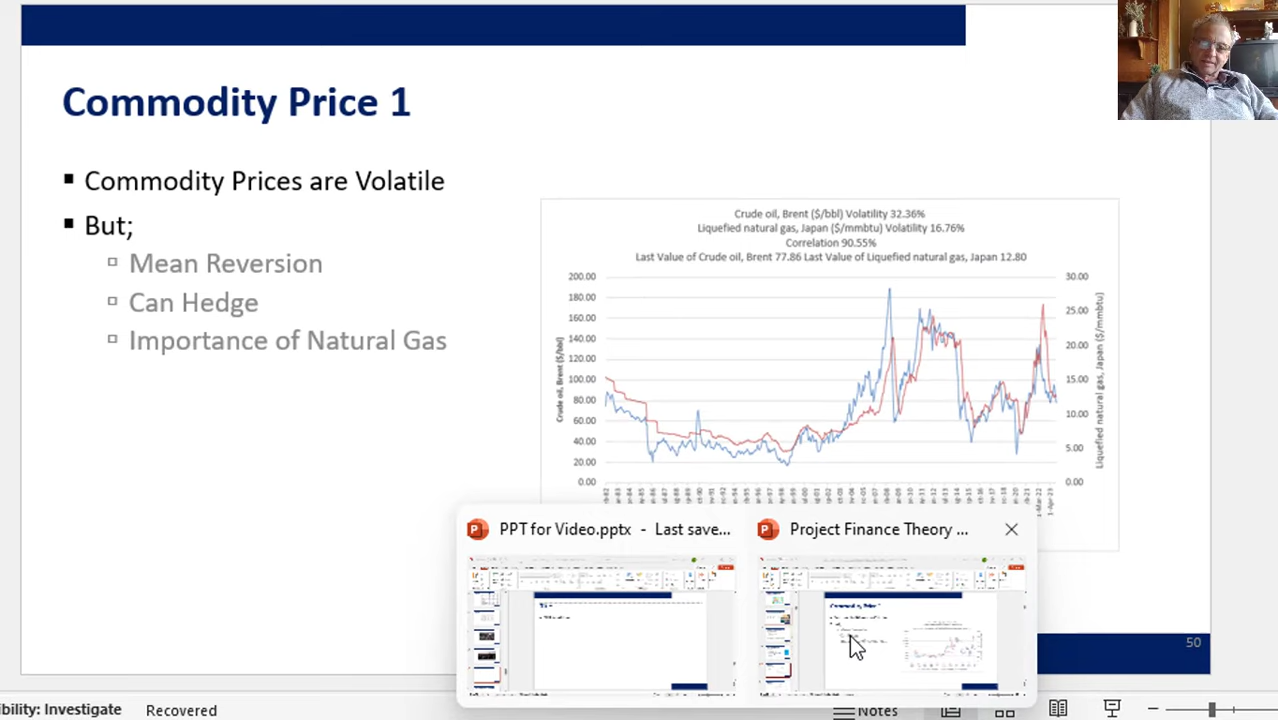 Commodity Price 1
▪ Commodity Prices are Volatile
▪ But;
▫ Mean Reversion
▫ Can Hedge
▫ Importance of Natural Gas
Crude oil, Brent ($/bbl) Volatility 32.36%
Liquefied natural gas, Japan ($/mmbtu) Volatility 16.76%
Correlation 90.55%
Last Value of Crude oil, Brent 77.86 Last Value of Liquefied natural gas, Japan 12.80
200.00
180.00
160.00
140.00
120.00
100.00
80.00
60.00
40.00
20.00
0.00
Crude oil, Brent ($/bbl)
30.00
25.00
20.00
15.00
10.00
5.00
0.00
Liquefied natural gas, Japan ($/mmbtu)
PPT for Video.pptx - Last save...
Project Finance Theory ...
Commodity Price 1
50
ibility: Investigate
Recovered
Notes